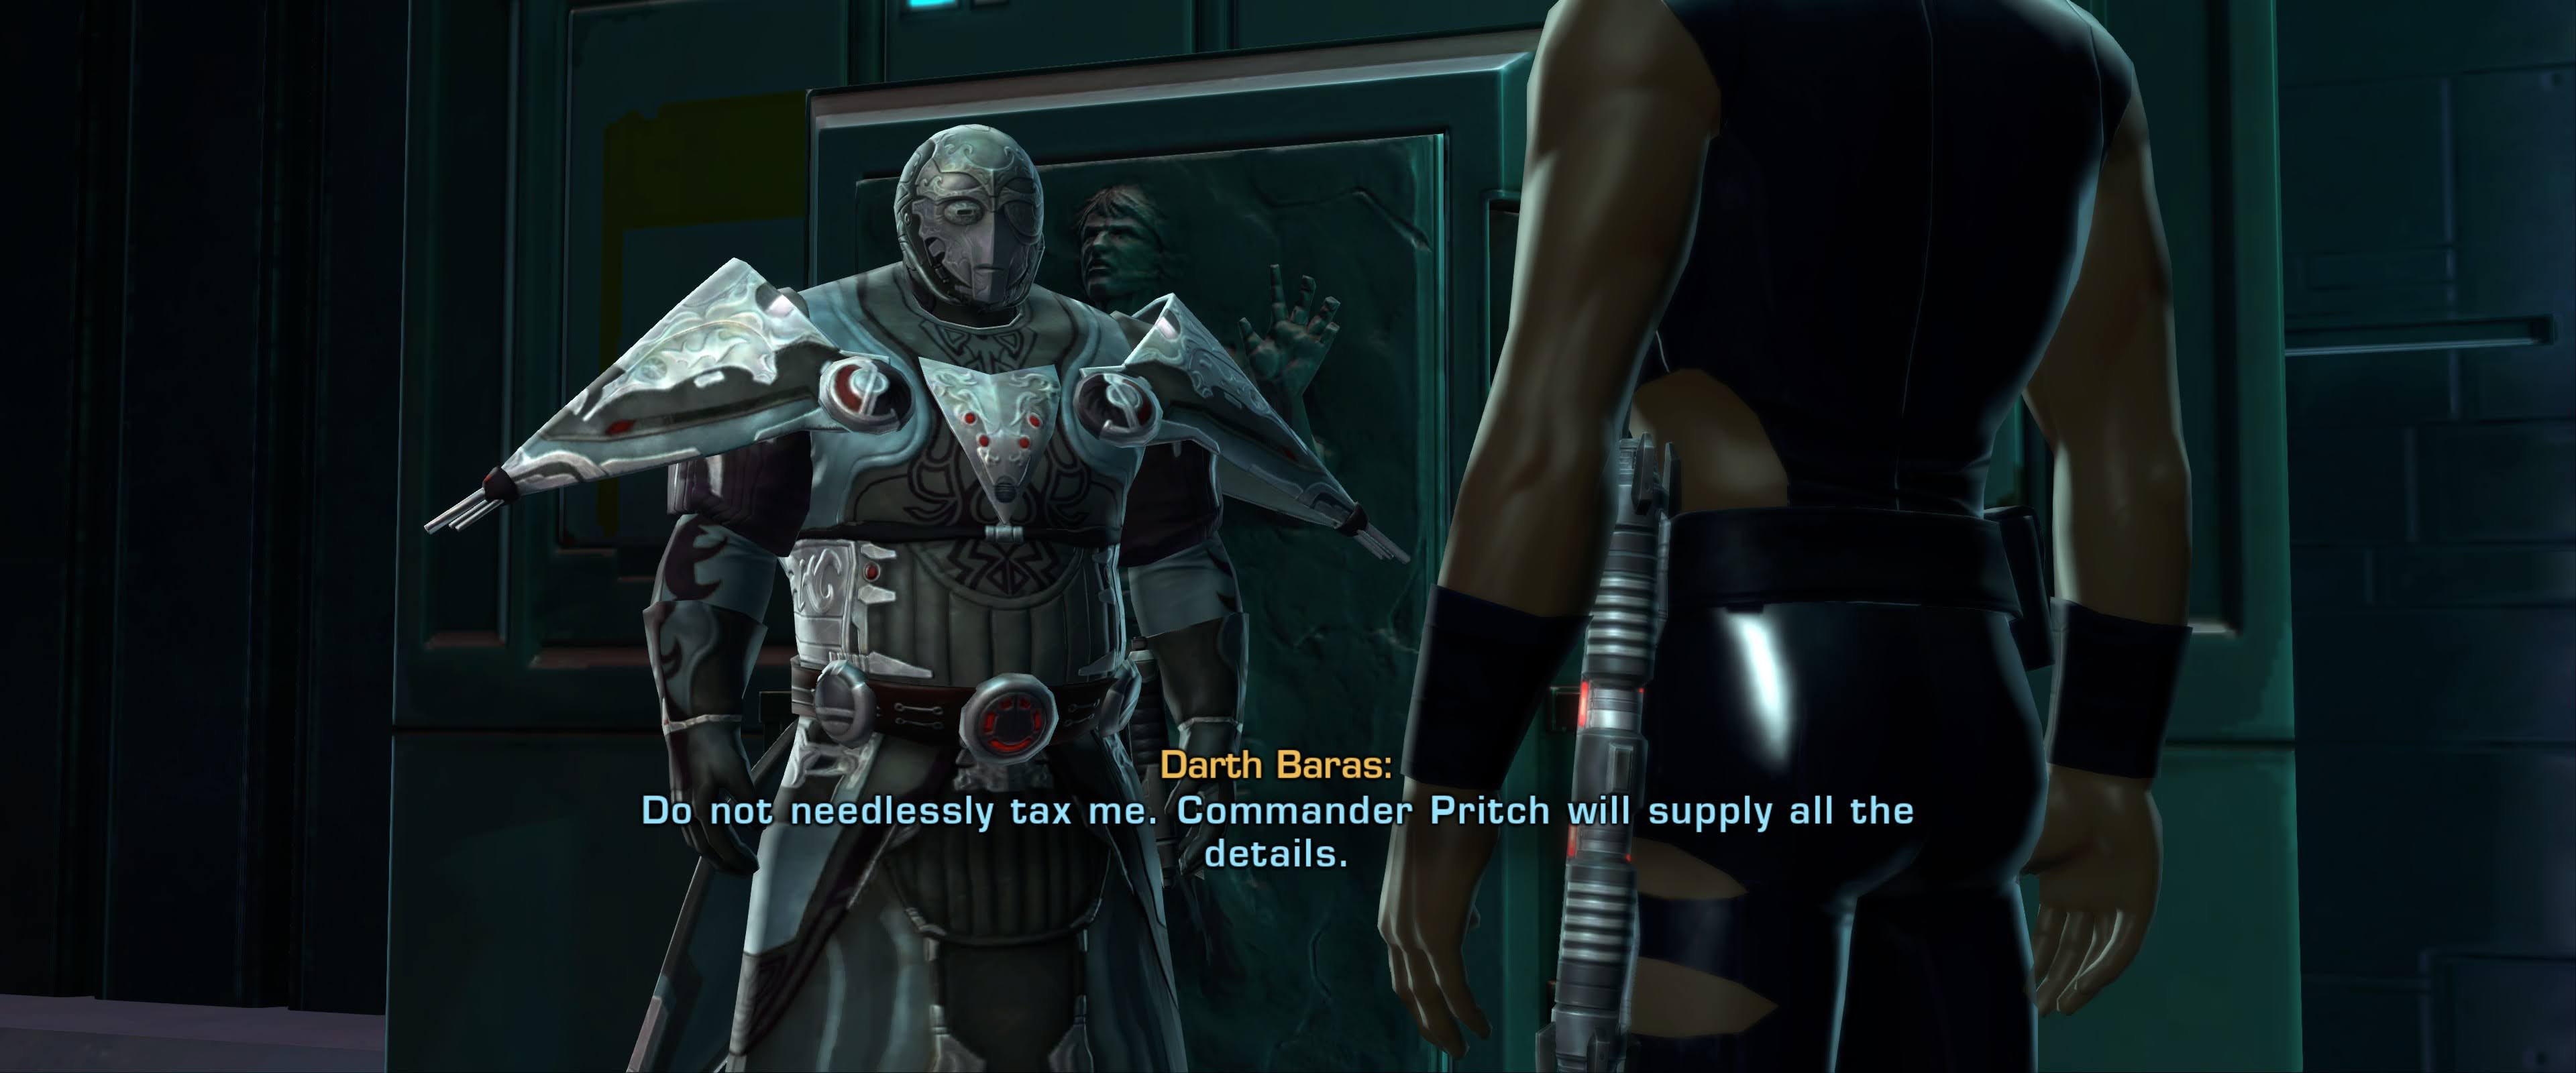 Darth Baras:
Do not needlessly tax me. Commander Pritch will supply all the
details.